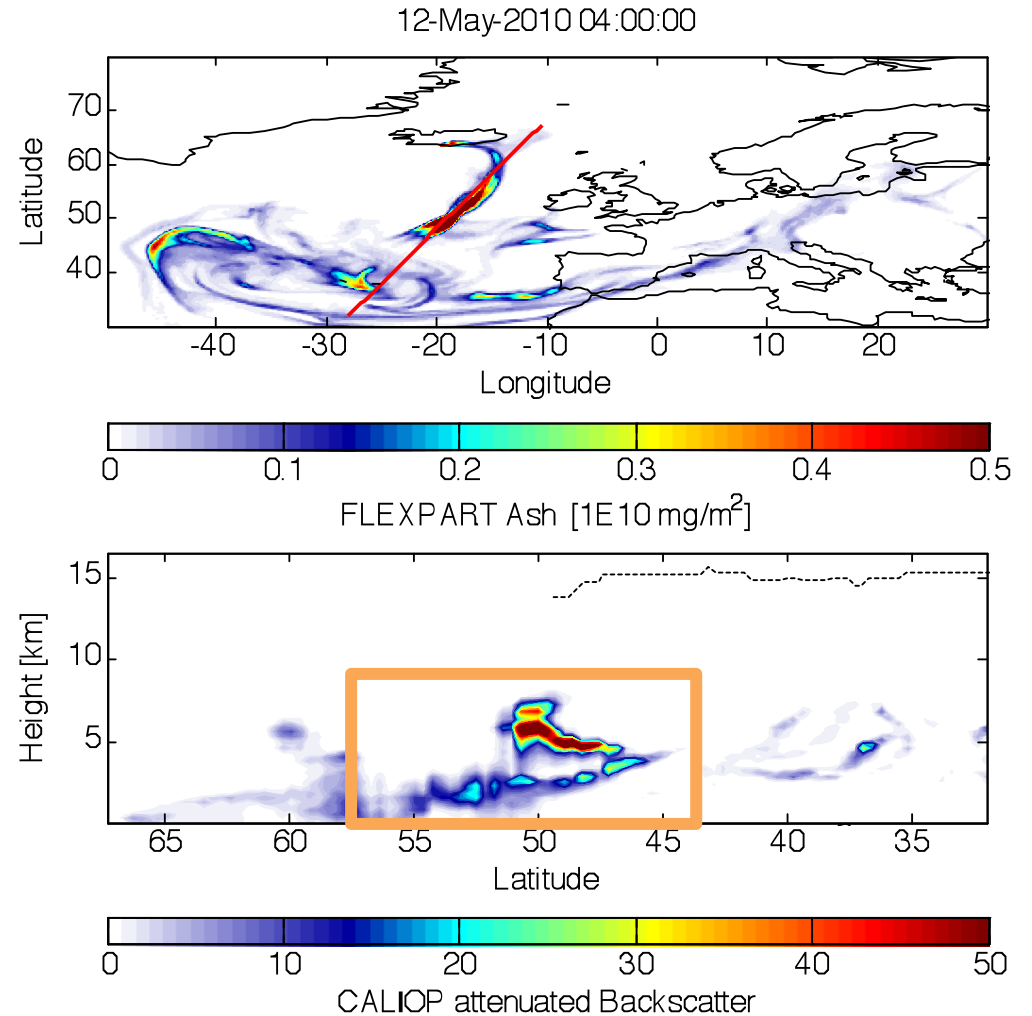 12-May-2010 04:00:00
70
60
50
40
Latitude
-40 -30 -20 -10 0 10 20
Longitude
0 0.1 0.2 0.3 0.4 0.5
FLEXPART Ash [1E10 mg/m²]
15
10
5
Height [km]
65 60 55 50 45 40 35
Latitude
0 10 20 30 40 50
CALIOP attenuated Backscatter